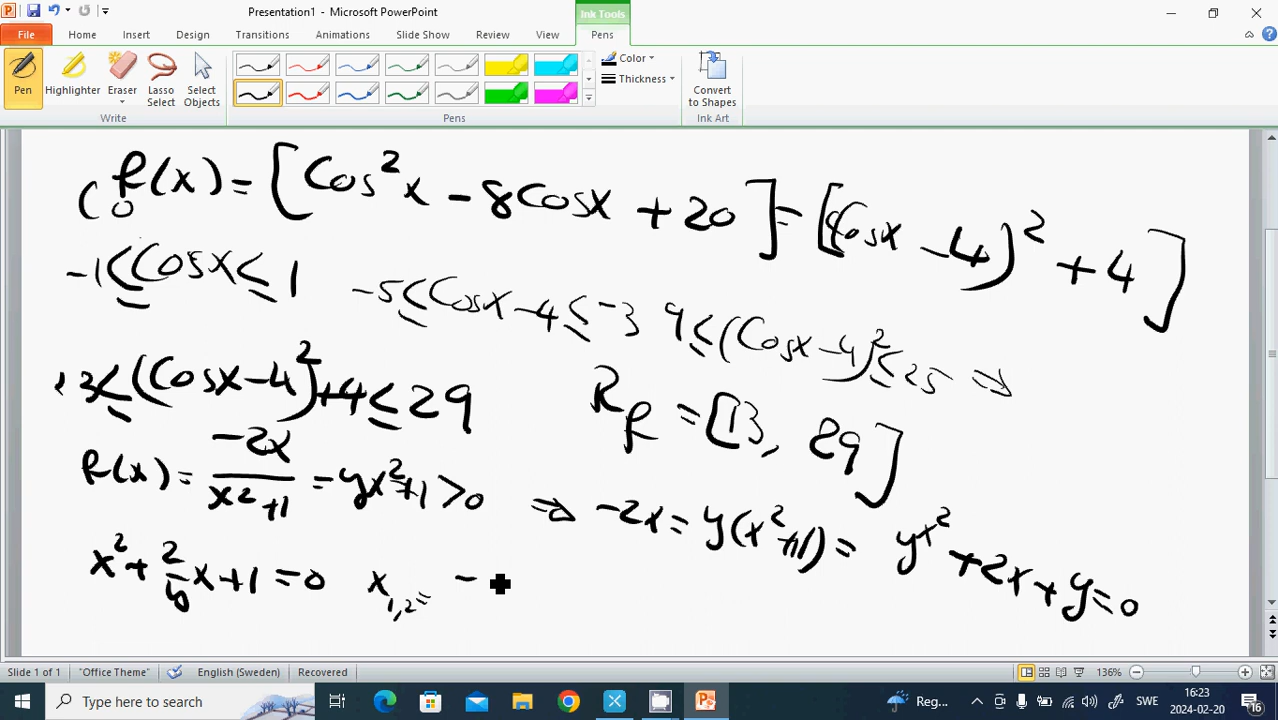 Presentation1 - Microsoft PowerPoint
Ink Tools
File Home Insert Design Transitions Animations Slide Show Review View Pens
Pen Highlighter Eraser Lasso Select Select Objects
Color
Thickness
Convert to Shapes
Write Pens Ink Art
f(x) = [Cos²x - 8Cosx + 20] = [(Cosx - 4)² + 4]
-1 ≤ Cosx ≤ 1 -5 ≤ Cosx - 4 ≤ -3 9 ≤ (Cosx - 4)² ≤ 25 ⇒
13 ≤ (Cosx - 4)² + 4 ≤ 29 R_f = [13, 29]
f(x) = -2x / x²+1 = y x²+1 > 0 ⇒ -2x = y(x²+1) = yx² + 2x + y = 0
x² + 2/y x + 1 = 0 x₁,₂ = -
Slide 1 of 1 "Office Theme" English (Sweden) Recovered 136%
Type here to search Reg... SWE 16:23
2024-02-20 16